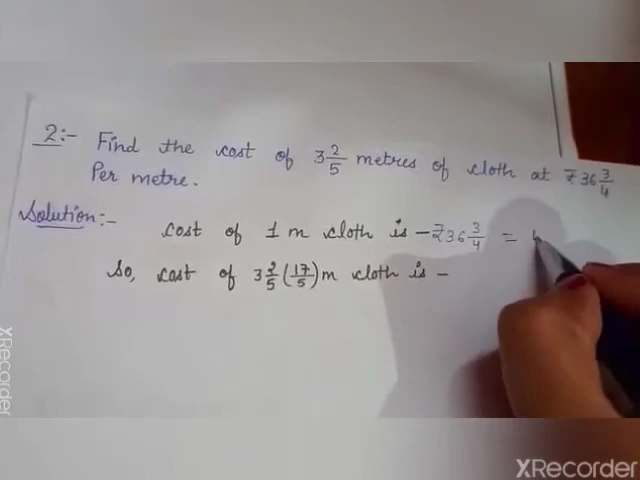 2:- Find the cost of 3 2/5 metres of cloth at ₹36 3/4
Per metre.
Solution:- cost of 1 m cloth is - ₹36 3/4 =
So, cost of 3 2/5 (17/5) m cloth is -
XRecorder
XRecorder